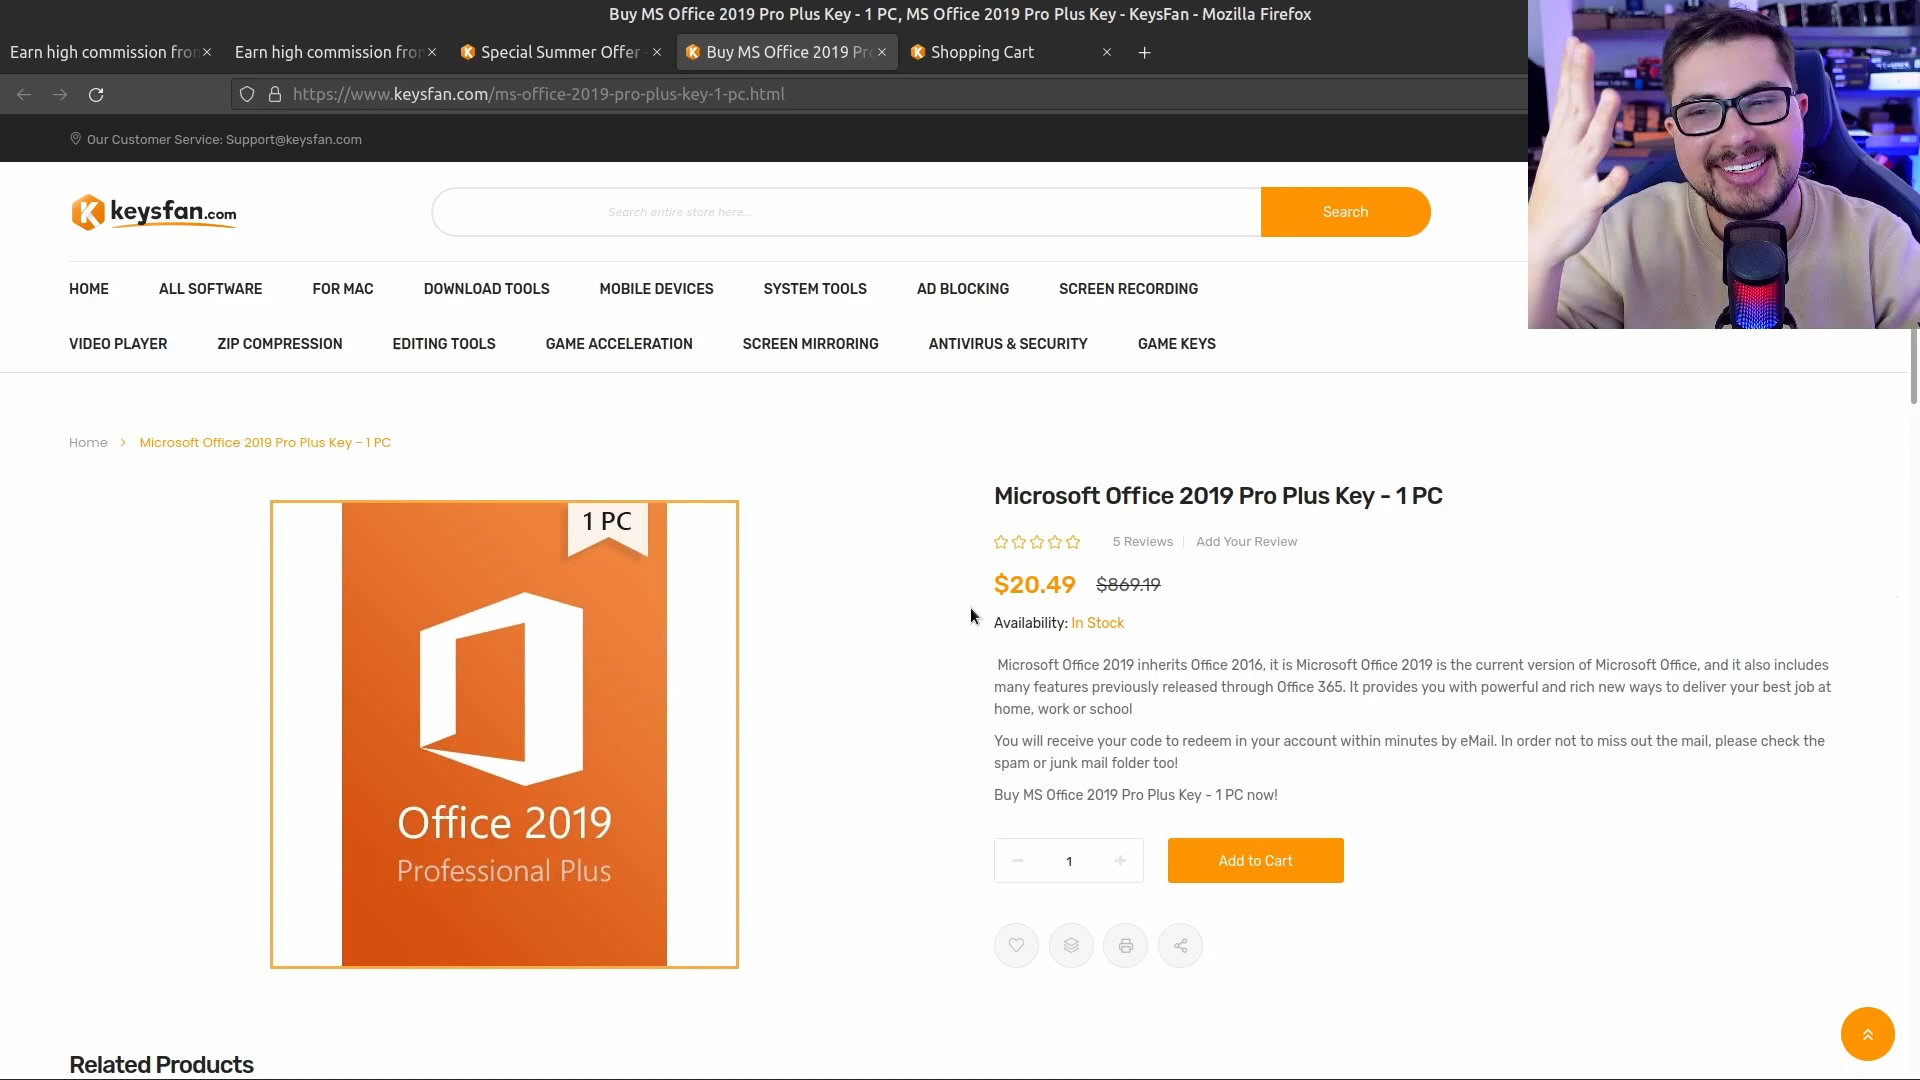 Buy MS Office 2019 Pro Plus Key - 1 PC, MS Office 2019 Pro Plus Key - KeysFan - Mozilla Firefox
Earn high commission fro
Earn high commission fro
Special Summer Offer
Buy MS Office 2019 Pr
Shopping Cart
https://www.keysfan.com/ms-office-2019-pro-plus-key-1-pc.html
Our Customer Service: Support@keysfan.com
keysfan.com
Search entire store here...
Search
HOME ALL SOFTWARE FOR MAC DOWNLOAD TOOLS MOBILE DEVICES SYSTEM TOOLS AD BLOCKING SCREEN RECORDING
VIDEO PLAYER ZIP COMPRESSION EDITING TOOLS GAME ACCELERATION SCREEN MIRRORING ANTIVIRUS & SECURITY GAME KEYS
Home > Microsoft Office 2019 Pro Plus Key - 1 PC
1 PC
Office 2019
Professional Plus
Microsoft Office 2019 Pro Plus Key - 1 PC
5 Reviews Add Your Review
$20.49 $869.19
Availability: In Stock
Microsoft Office 2019 inherits Office 2016, it is Microsoft Office 2019 is the current version of Microsoft Office, and it also includes
many features previously released through Office 365. It provides you with powerful and rich new ways to deliver your best job at
home, work or school
You will receive your code to redeem in your account within minutes by eMail. In order not to miss out the mail, please check the
spam or junk mail folder too!
Buy MS Office 2019 Pro Plus Key - 1 PC now!
1
Add to Cart
Related Products